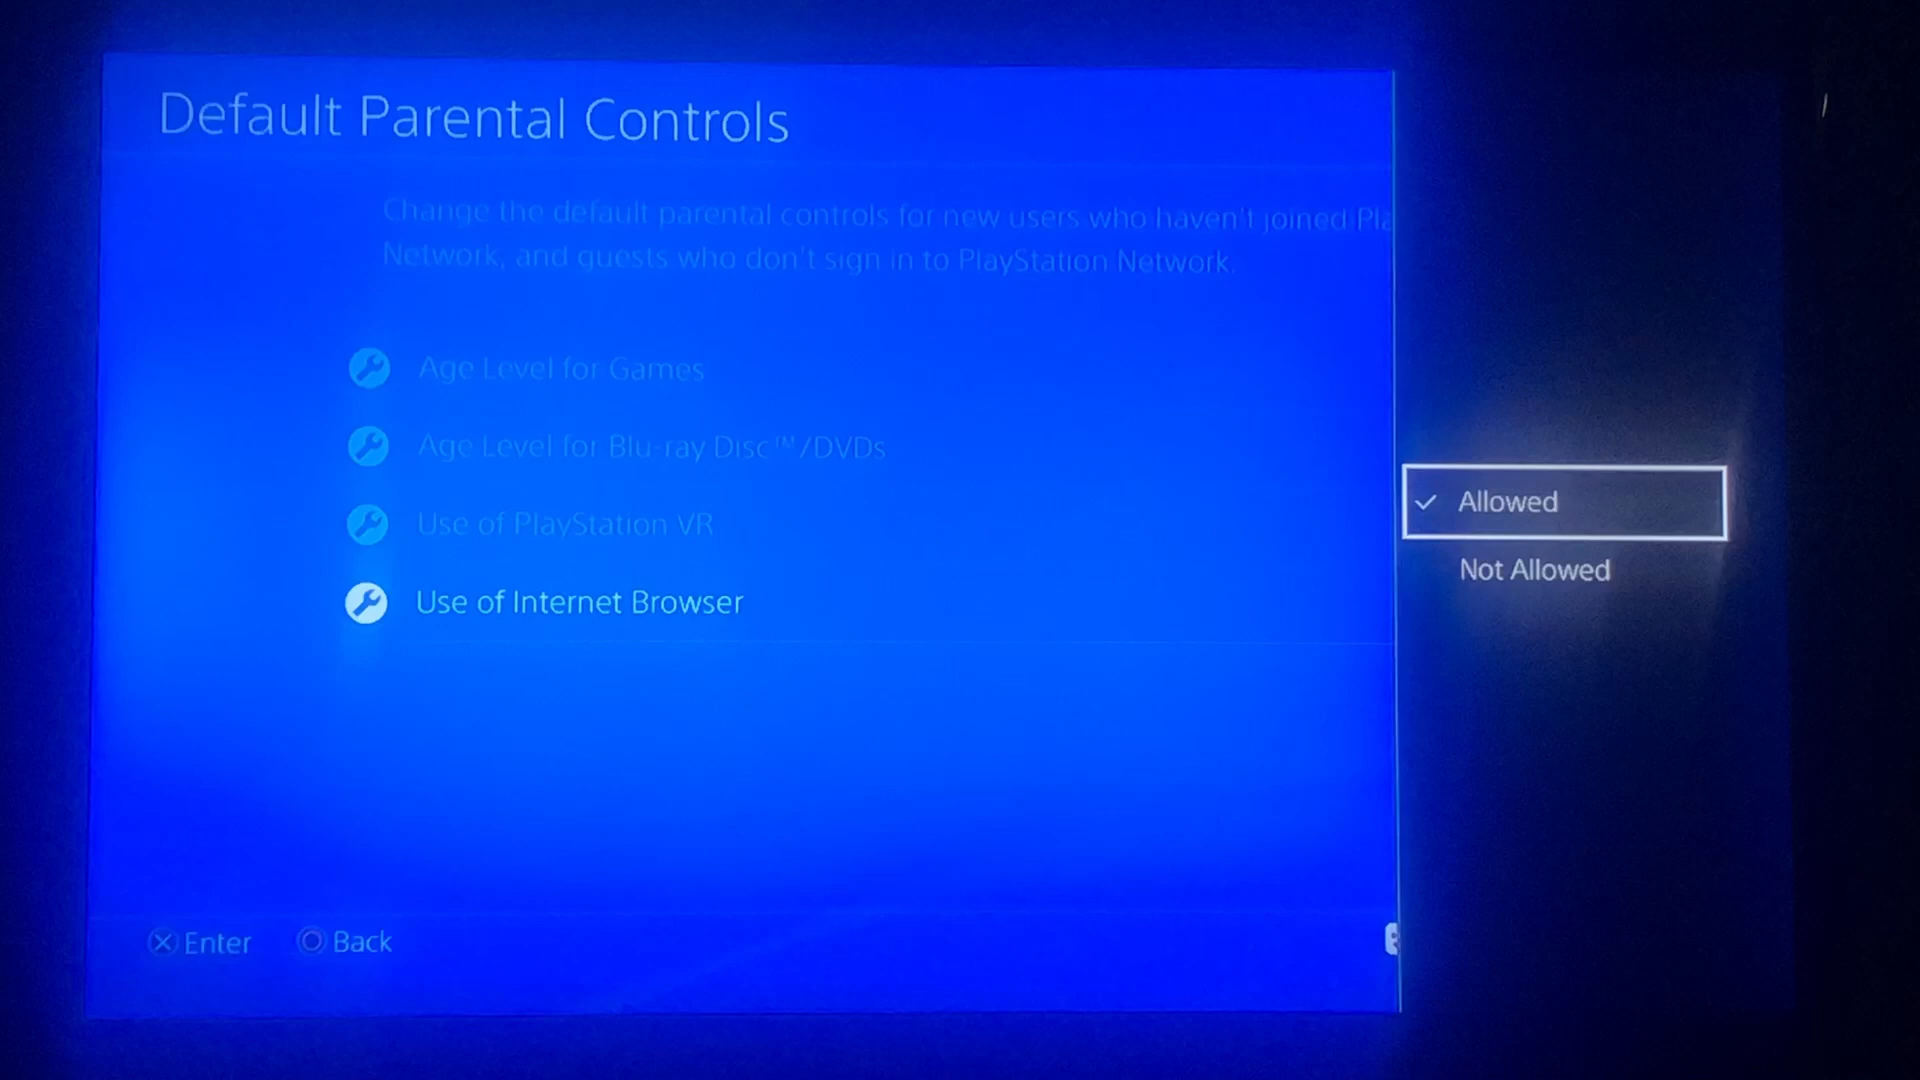 Default Parental Controls
Change the default parental controls for new users who haven't joined Pla
Network, and guests who don't sign in to PlayStation Network.
Age Level for Games
Age Level for Blu-ray Disc™/DVDs
Use of PlayStation VR
Use of Internet Browser
Allowed
Not Allowed
Enter
Back